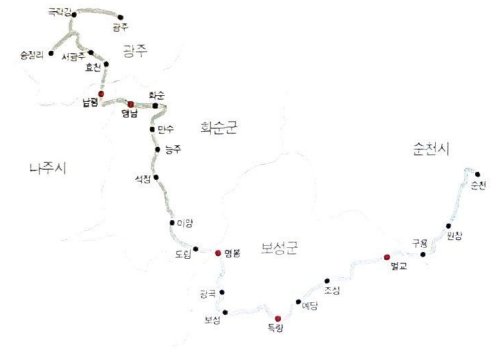 극락강
광주
송정리
서광주
광주
효천
남평
앵남
화순
화순군
만수
능주
나주시
석정
순천시
순천
이양
도림
명봉
보성군
원창
구룡
벌교
광곡
조성
예당
보성
득량